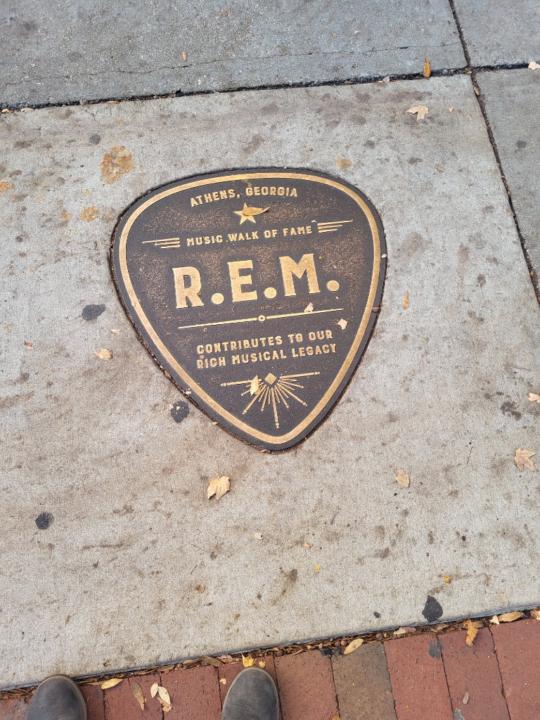 ATHENS, GEORGIA
MUSIC WALK OF FAME
R.E.M.
CONTRIBUTES TO OUR
RICH MUSICAL LEGACY